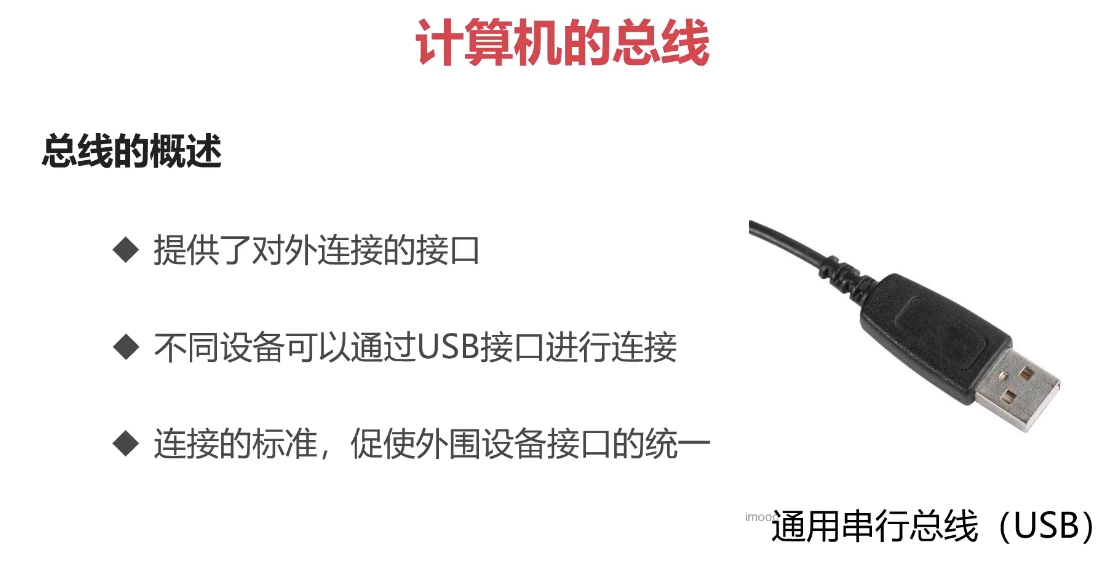 计算机的总线
总线的概述
◆ 提供了对外连接的接口
◆ 不同设备可以通过USB接口进行连接
◆ 连接的标准，促使外围设备接口的统一
imooc
通用串行总线（USB）